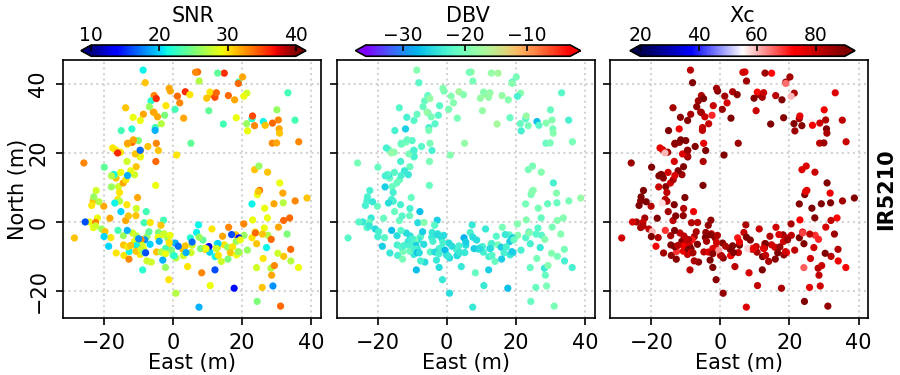 SNR DBV Xc
10 20 30 40 −30 −20 −10 20 40 60 80
40
20
0
−20
North (m)
IR5210
−20 0 20 40 −20 0 20 40 −20 0 20 40
East (m) East (m) East (m)